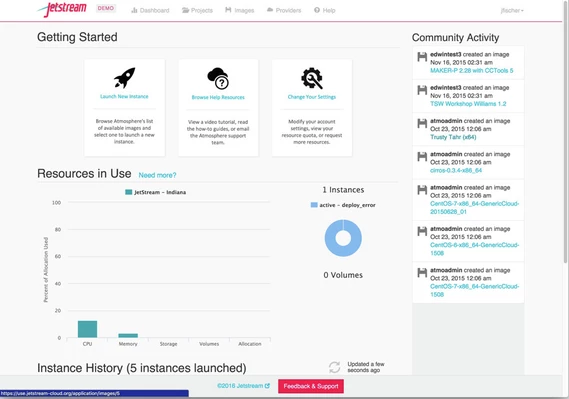 Jetstream DEMO Dashboard Projects Images Providers Help jfischer
Getting Started
Launch New Instance
Browse Atmosphere's list
of available images and
select one to launch a new
instance.
Browse Help Resources
View a video tutorial, read
the how-to guides, or email
the Atmosphere support
team.
Change Your Settings
Modify your account
settings, view your
resource quota, or request
more resources.
Resources in Use Need more?
JetStream - Indiana
100
80
60
40
20
0
Percent of Allocation Used
CPU Memory Storage Volumes Allocation
1 Instances
active - deploy_error
0 Volumes
Community Activity
edwintest3 created an image
Nov 16, 2015 02:31 am
MAKER-P 2.28 with CCTools 5
edwintest3 created an image
Nov 16, 2015 02:31 am
TSW Workshop Williams 1.2
atmoadmin created an image
Oct 23, 2015 12:06 am
Trusty Tahr (x64)
atmoadmin created an image
Oct 23, 2015 12:06 am
cirros-0.3.4-x86_64
atmoadmin created an image
Oct 23, 2015 12:06 am
CentOS-7-x86_64-GenericCloud-
20150628_01
atmoadmin created an image
Oct 23, 2015 12:06 am
CentOS-6-x86_64-GenericCloud-
1508
atmoadmin created an image
Oct 23, 2015 12:06 am
CentOS-7-x86_64-GenericCloud-
1508
Instance History (5 instances launched)
Updated a few
seconds ago
©2016 Jetstream Feedback & Support
https://use.jetstream-cloud.org/application/images/5